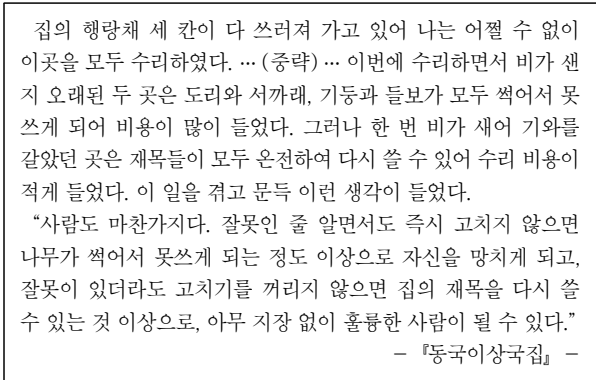 집의 행랑채 세 칸이 다 쓰러져 가고 있어 나는 어쩔 수 없이
이곳을 모두 수리하였다. … (중략) … 이번에 수리하면서 비가 샌
지 오래된 두 곳은 도리와 서까래, 기둥과 들보가 모두 썩어서 못
쓰게 되어 비용이 많이 들었다. 그러나 한 번 비가 새어 기와를
갈았던 곳은 재목들이 모두 온전하여 다시 쓸 수 있어 수리 비용이
적게 들었다. 이 일을 겪고 문득 이런 생각이 들었다.
“사람도 마찬가지다. 잘못인 줄 알면서도 즉시 고치지 않으면
나무가 썩어서 못쓰게 되는 정도 이상으로 자신을 망치게 되고,
잘못이 있더라도 고치기를 꺼리지 않으면 집의 재목을 다시 쓸
수 있는 것 이상으로, 아무 지장 없이 훌륭한 사람이 될 수 있다.”
- 『동국이상국집』 -